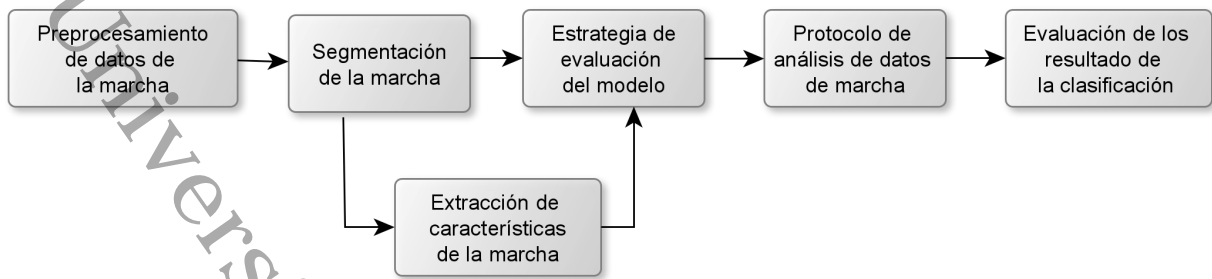 Preprocesamiento
de datos de
la marcha
Segmentación
de la marcha
Estrategia de
evaluación
del modelo
Protocolo de
análisis de datos
de marcha
Evaluación de los
resultado de
la clasificación
Extracción de
características
de la marcha
Univers